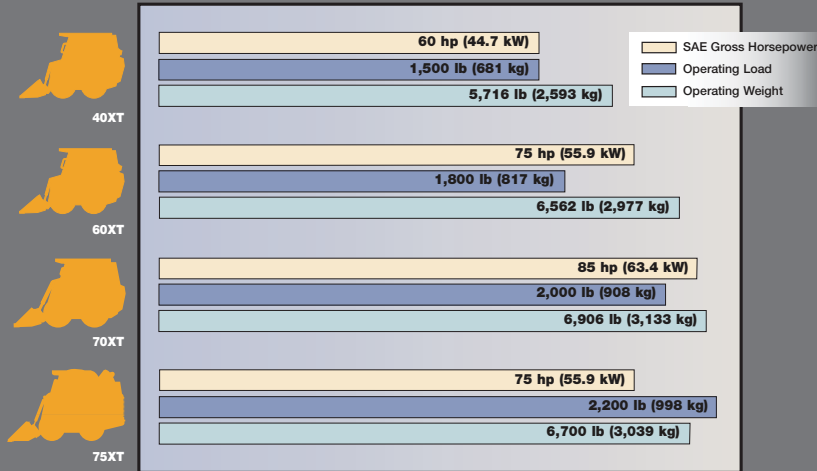 60 hp (44.7 kW)
1,500 lb (681 kg)
5,716 lb (2,593 kg)
40XT
SAE Gross Horsepower
Operating Load
Operating Weight
75 hp (55.9 kW)
1,800 lb (817 kg)
6,562 lb (2,977 kg)
60XT
85 hp (63.4 kW)
2,000 lb (908 kg)
6,906 lb (3,133 kg)
70XT
75 hp (55.9 kW)
2,200 lb (998 kg)
6,700 lb (3,039 kg)
75XT